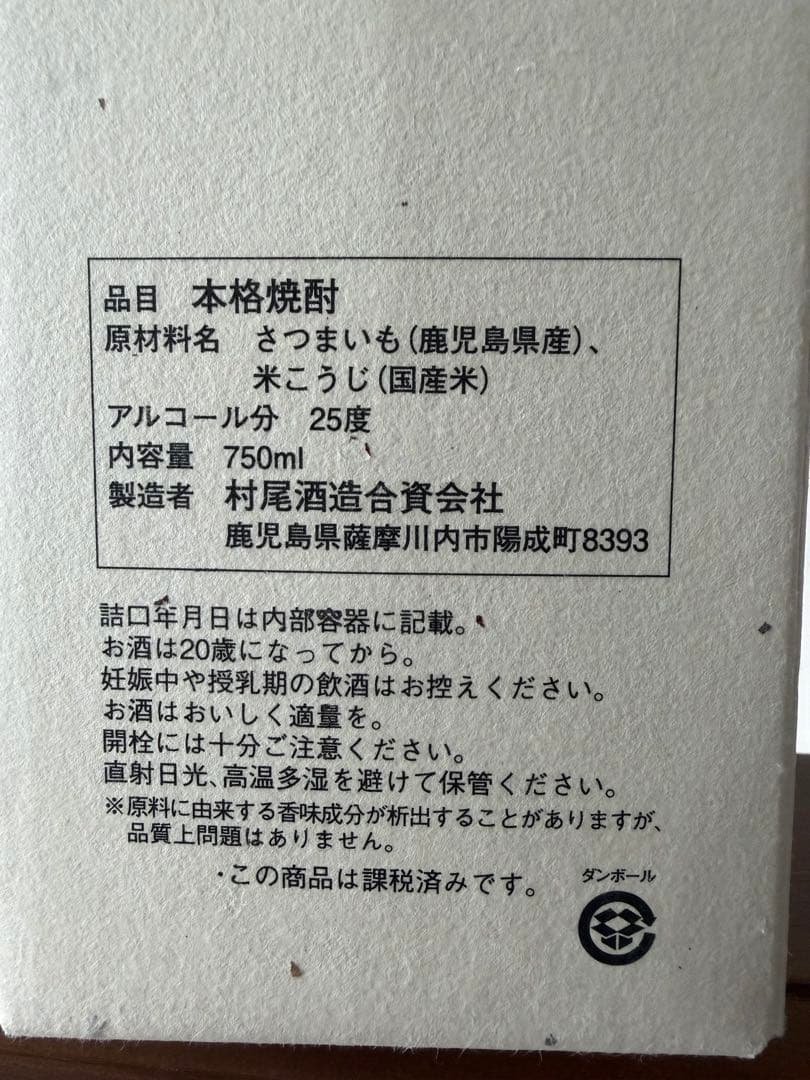 品目　本格焼酎
原材料名　さつまいも(鹿児島県産)、
米こうじ(国産米)
アルコール分　25度
内容量　750ml
製造者　村尾酒造合資会社
鹿児島県薩摩川内市陽成町8393
詰口年月日は内部容器に記載。
お酒は20歳になってから。
妊娠中や授乳期の飲酒はお控えください。
お酒はおいしく適量を。
開栓には十分ご注意ください。
直射日光、高温多湿を避けて保管ください。
※原料に由来する香味成分が析出することがありますが、
品質上問題はありません。
・この商品は課税済みです。
ダンボール